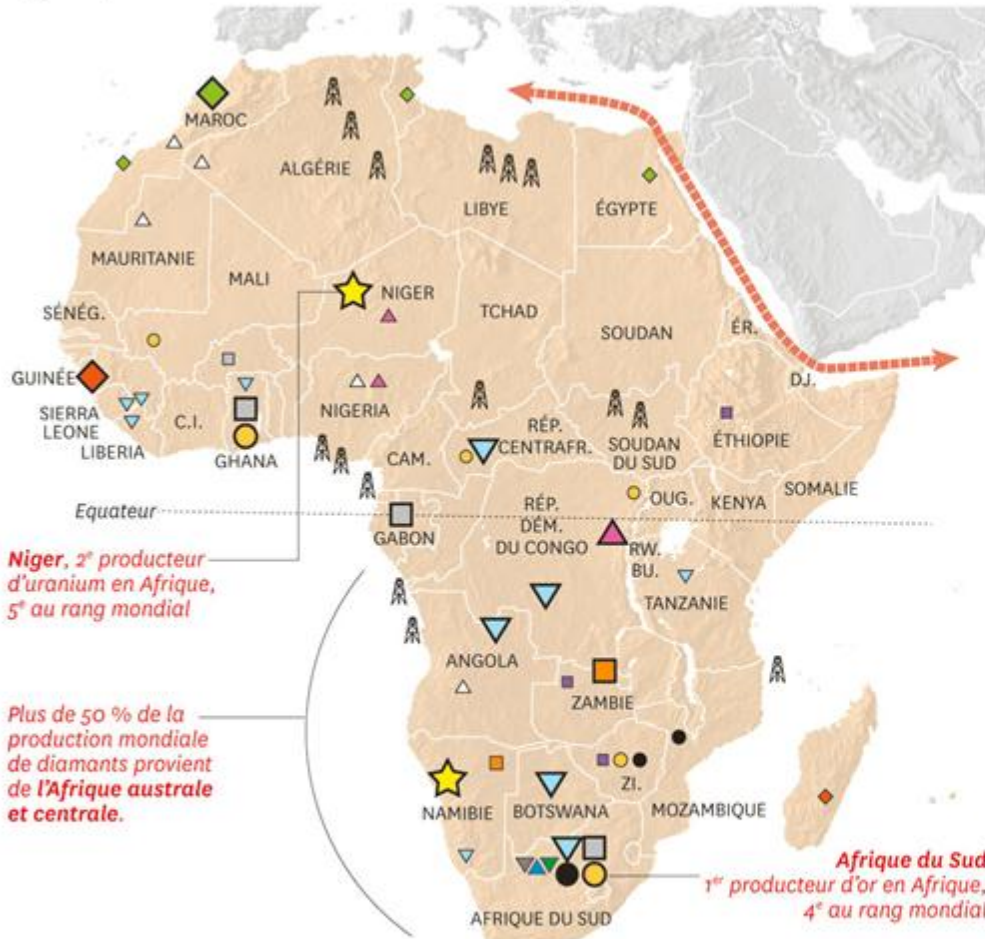 MAROC
ALGÉRIE
LIBYE
ÉGYPTE
MAURITANIE
MALI
NIGER
TCHAD
SOUDAN
ÉR.
SÉNÉG.
GUINÉE
DJ.
SIERRA
LEONE
C.I.
NIGERIA
RÉP.
CENTRAFR.
SOUDAN
DU SUD
ÉTHIOPIE
LIBERIA
GHANA
CAM.
SOMALIE
Equateur
GABON
RÉP.
DÉM.
DU CONGO
OUG.
KENYA
RW.
BU.
TANZANIE
Niger, 2e producteur
d'uranium en Afrique,
5e au rang mondial
ANGOLA
ZAMBIE
Plus de 50 % de la
production mondiale
de diamants provient
de l'Afrique australe
et centrale.
NAMIBIE
BOTSWANA
ZI.
MOZAMBIQUE
Afrique du Sud
1er producteur d'or en Afrique,
4e au rang mondial
AFRIQUE DU SUD